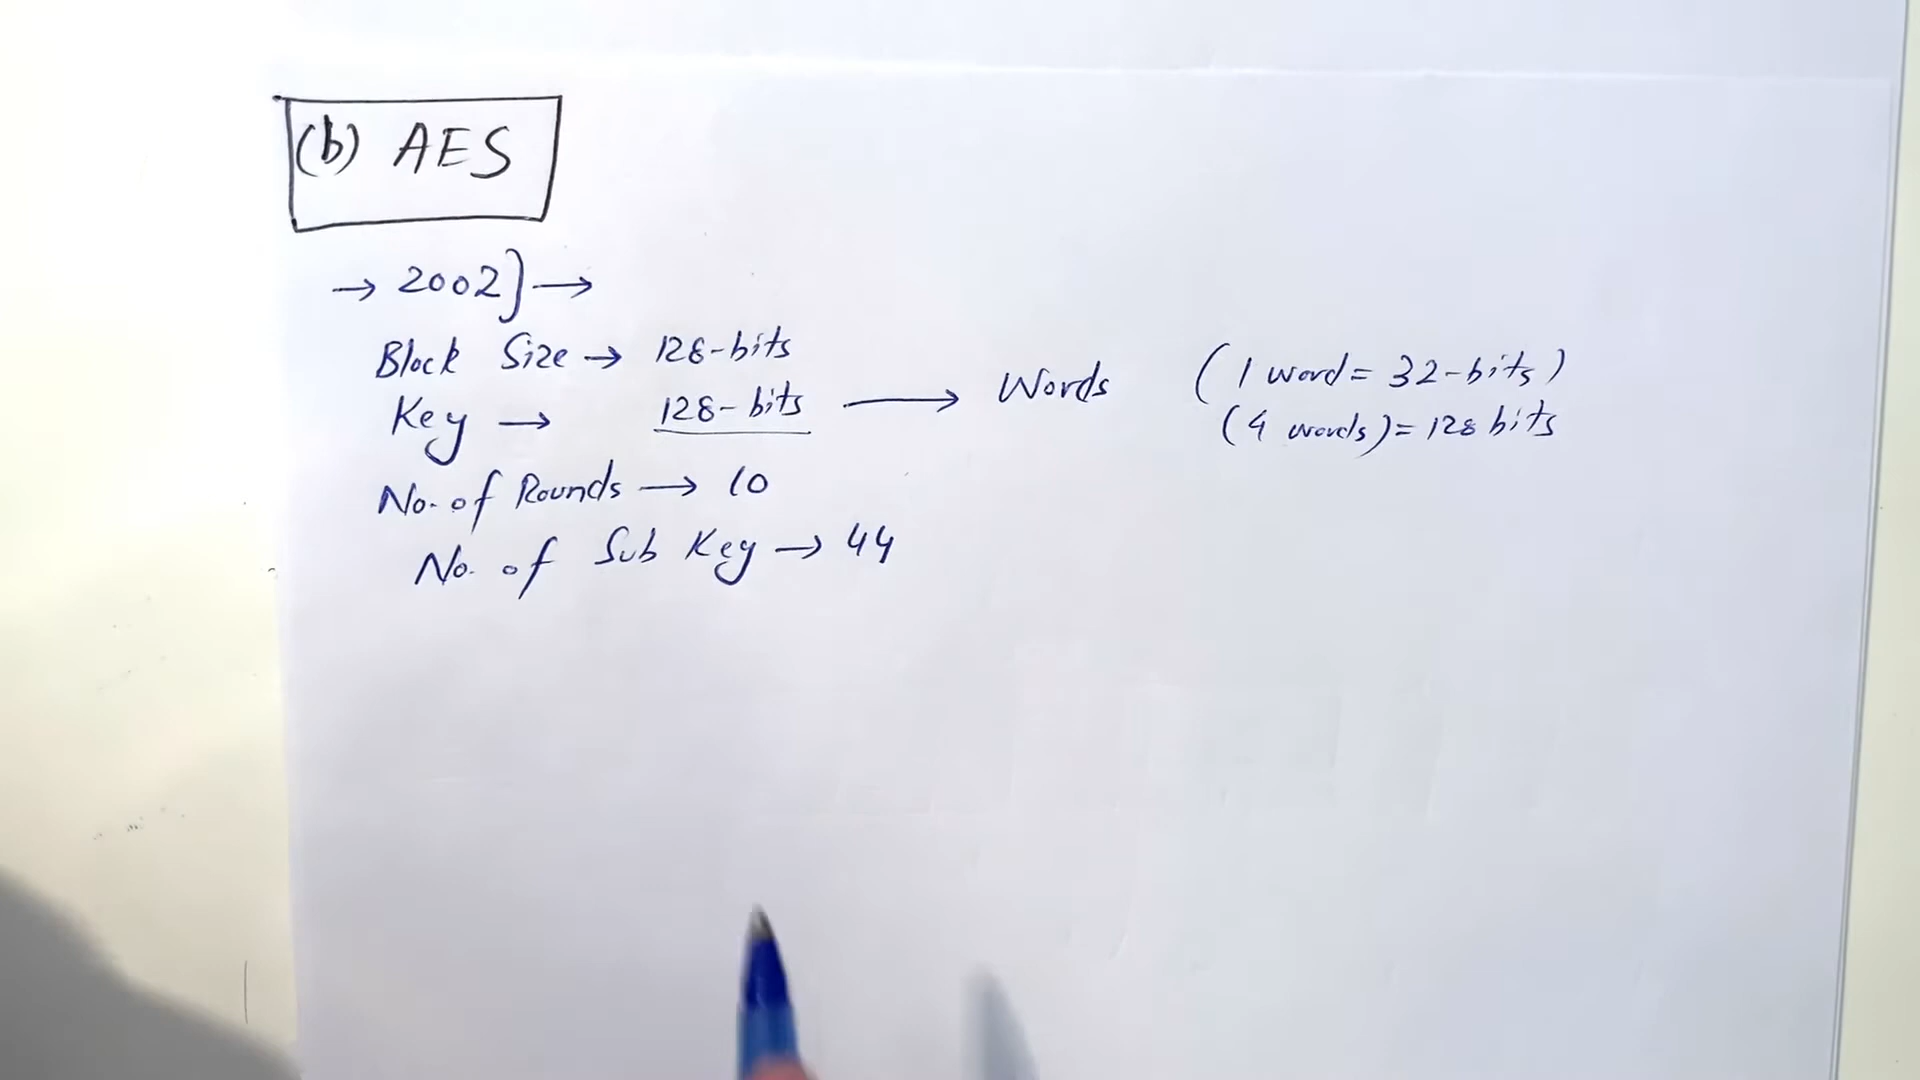 (b) AES
→ 2002) →
Block Size → 128-bits
Key → 128-bits → Words (1 word = 32-bits)
(4 words) = 128 bits
No. of Rounds → 10
No. of Sub Key → 44